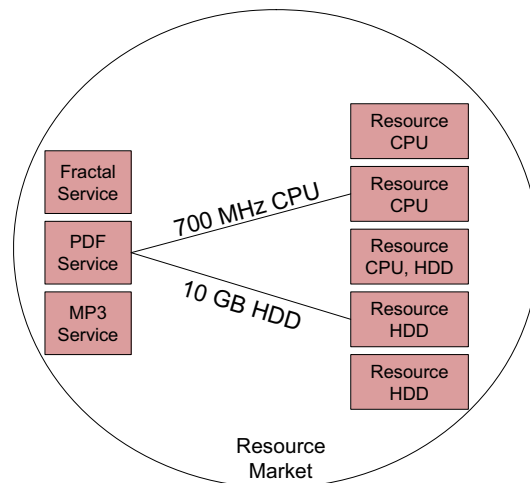 Fractal
Service
PDF
Service
MP3
Service
700 MHz CPU
10 GB HDD
Resource
CPU
Resource
CPU
Resource
CPU, HDD
Resource
HDD
Resource
HDD
Resource
Market